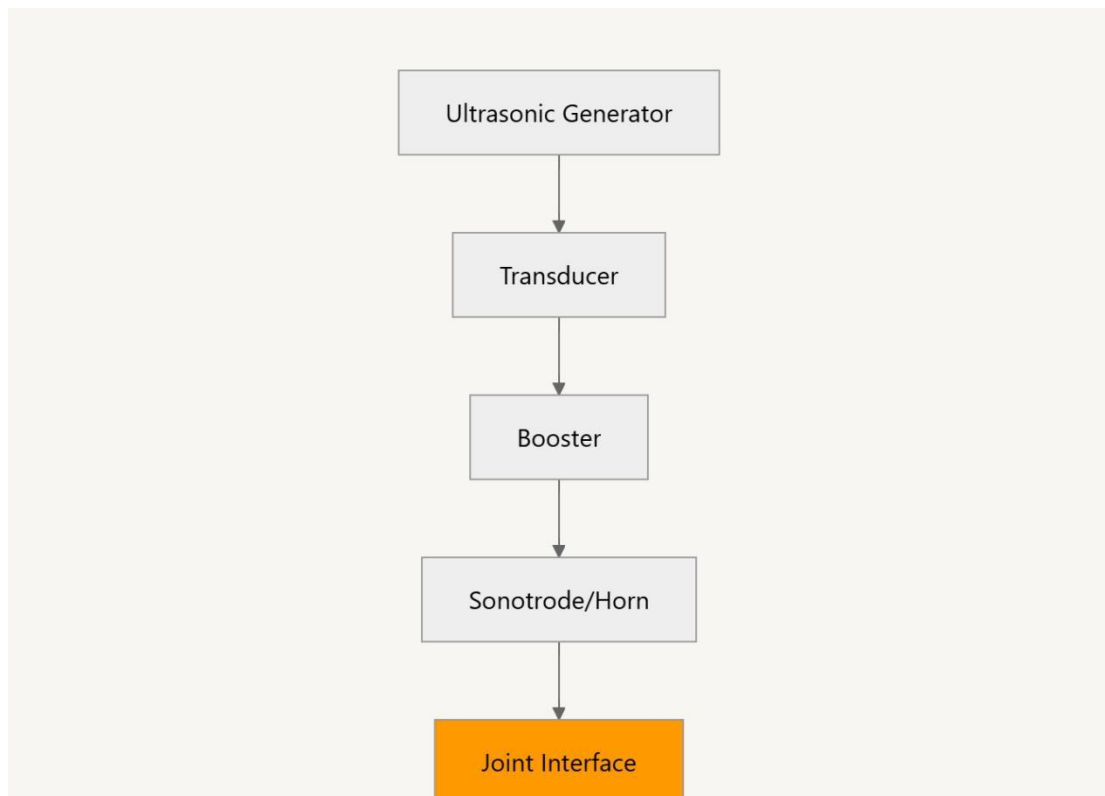 Ultrasonic Generator
Transducer
Booster
Sonotrode/Horn
Joint Interface